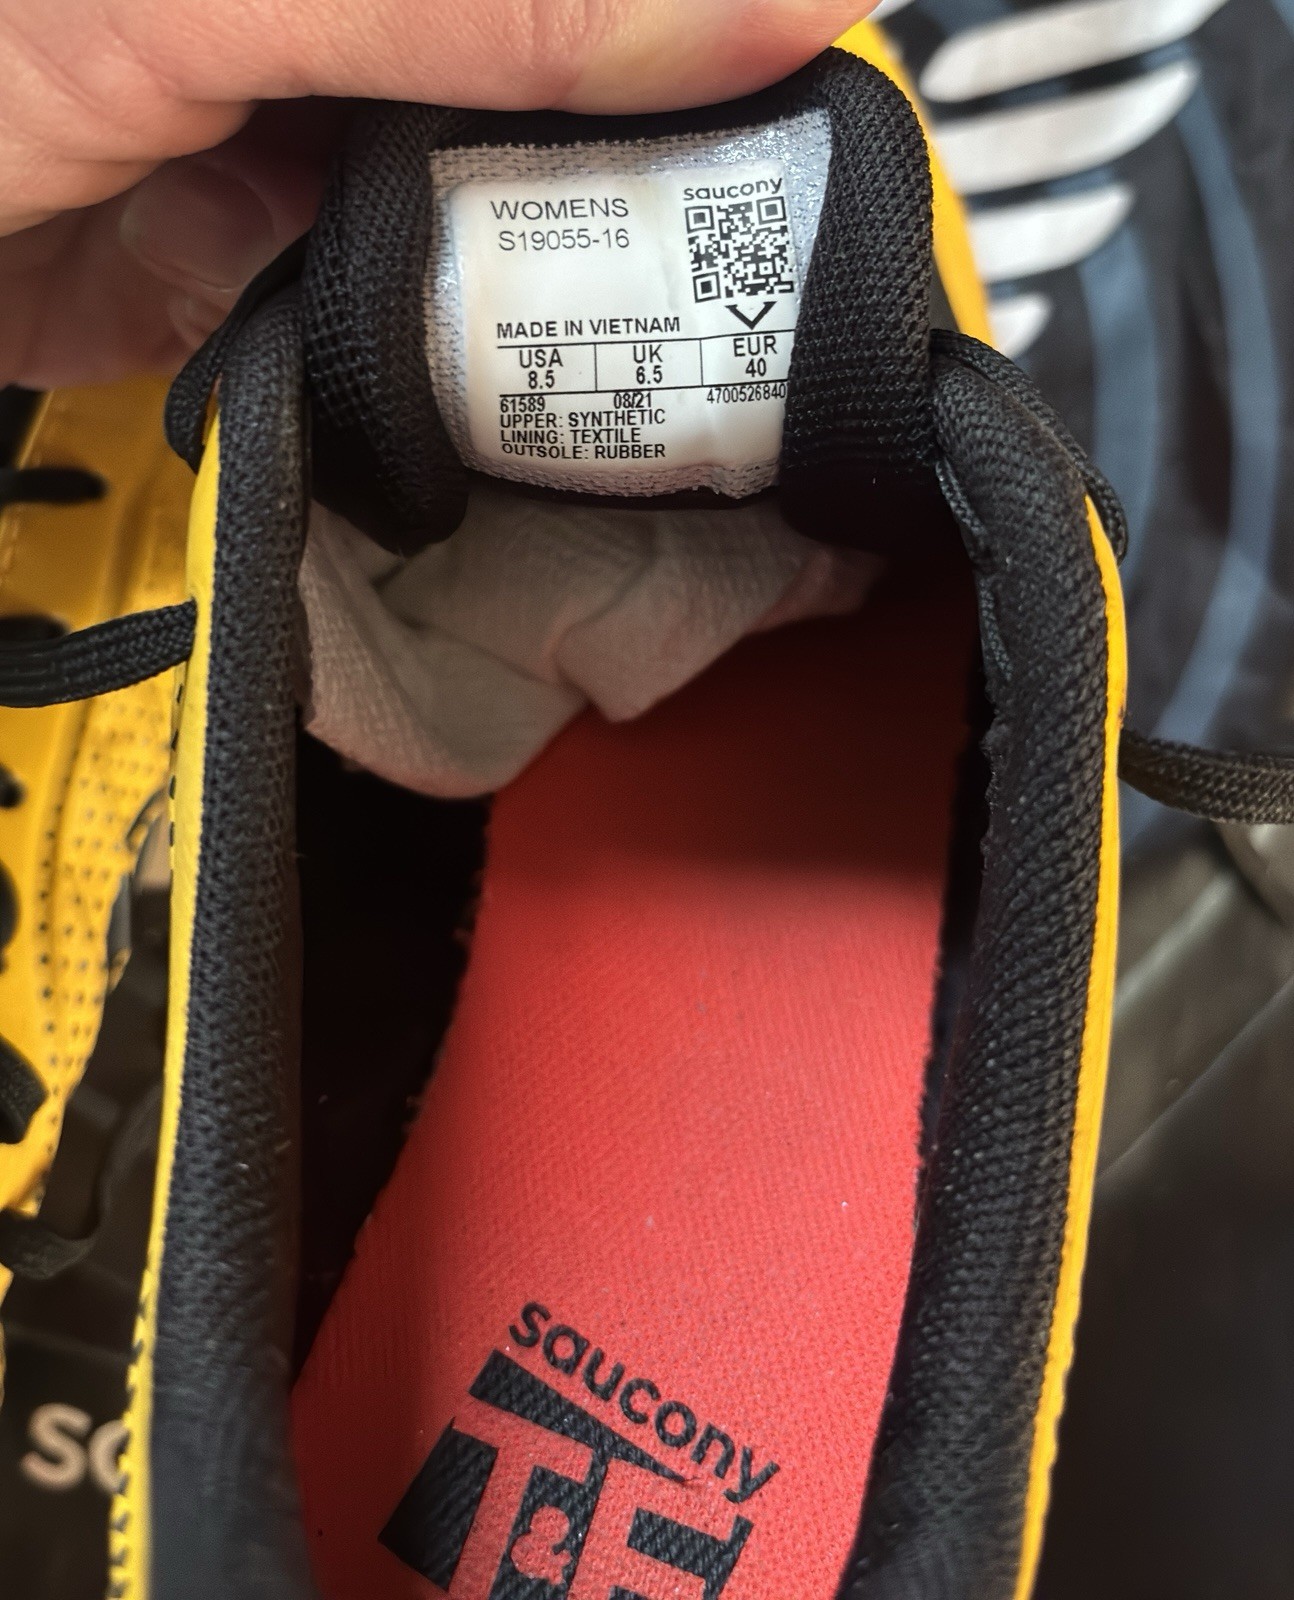 saucony
WOMENS
S19055-16
MADE IN VIETNAM
USA UK EUR
8.5 6.5 40
61589 08/21 4700526840
UPPER: SYNTHETIC
LINING: TEXTILE
OUTSOLE: RUBBER
saucony
T&F